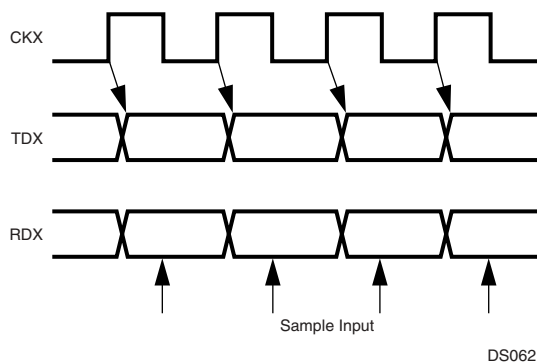 CKX
TDX
RDX
Sample Input
DS062